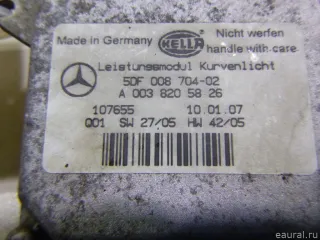 Made in Germany HELLA Nicht werfen
handle with care
Leistungsmodul Kurvenlicht
5DF 008 704-02
A 003 820 58 26
107655 10.01.07
Q01 SW 27/05 HW 42/05
eaural.ru